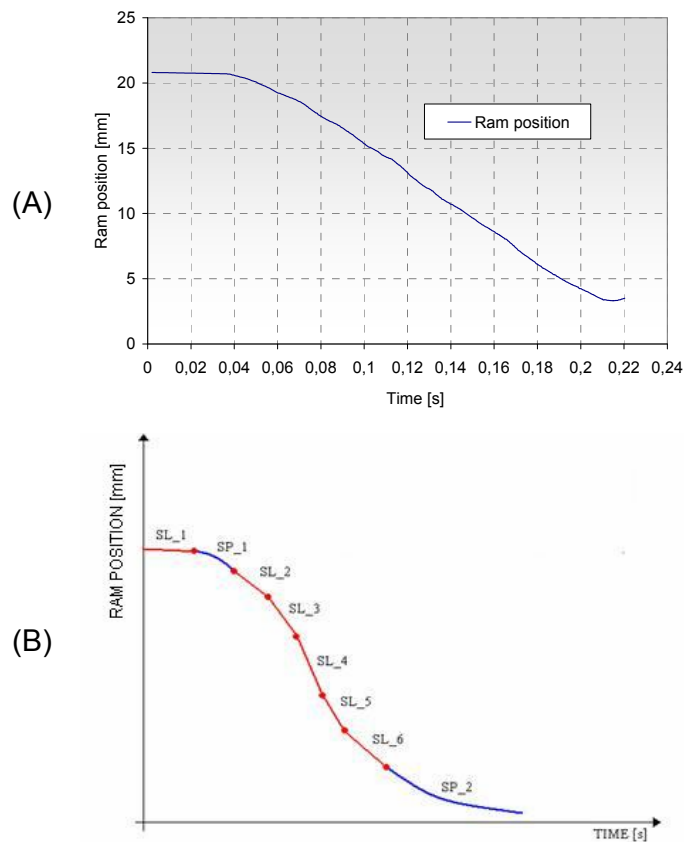 (A)
Ram position [mm]
25
20
15
10
5
0
Ram position
0 0,02 0,04 0,06 0,08 0,1 0,12 0,14 0,16 0,18 0,2 0,22 0,24
Time [s]
(B)
RAM POSITION [mm]
SL_1
SP_1
SL_2
SL_3
SL_4
SL_5
SL_6
SP_2
TIME [s]